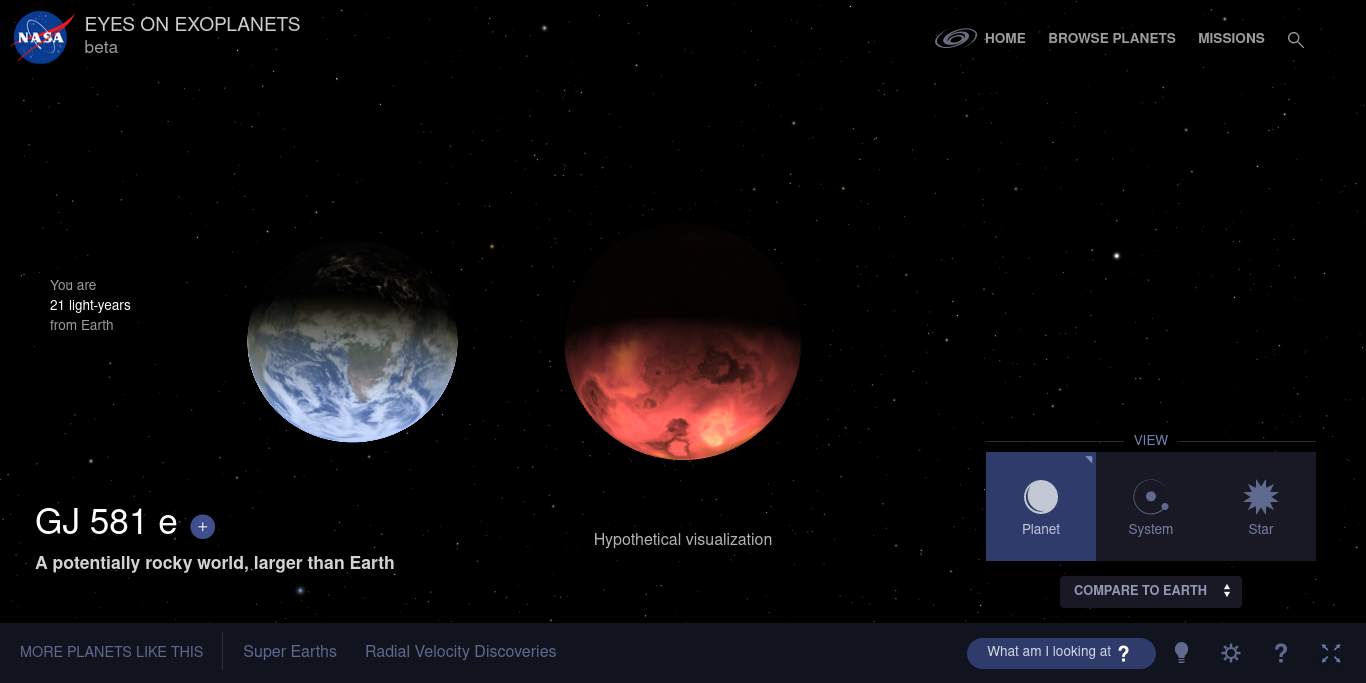 NASA
EYES ON EXOPLANETS
beta
HOME
BROWSE PLANETS
MISSIONS
You are
21 light-years
from Earth
GJ 581 e +
A potentially rocky world, larger than Earth
Hypothetical visualization
VIEW
Planet
System
Star
COMPARE TO EARTH
MORE PLANETS LIKE THIS
Super Earths
Radial Velocity Discoveries
What am I looking at ?
?